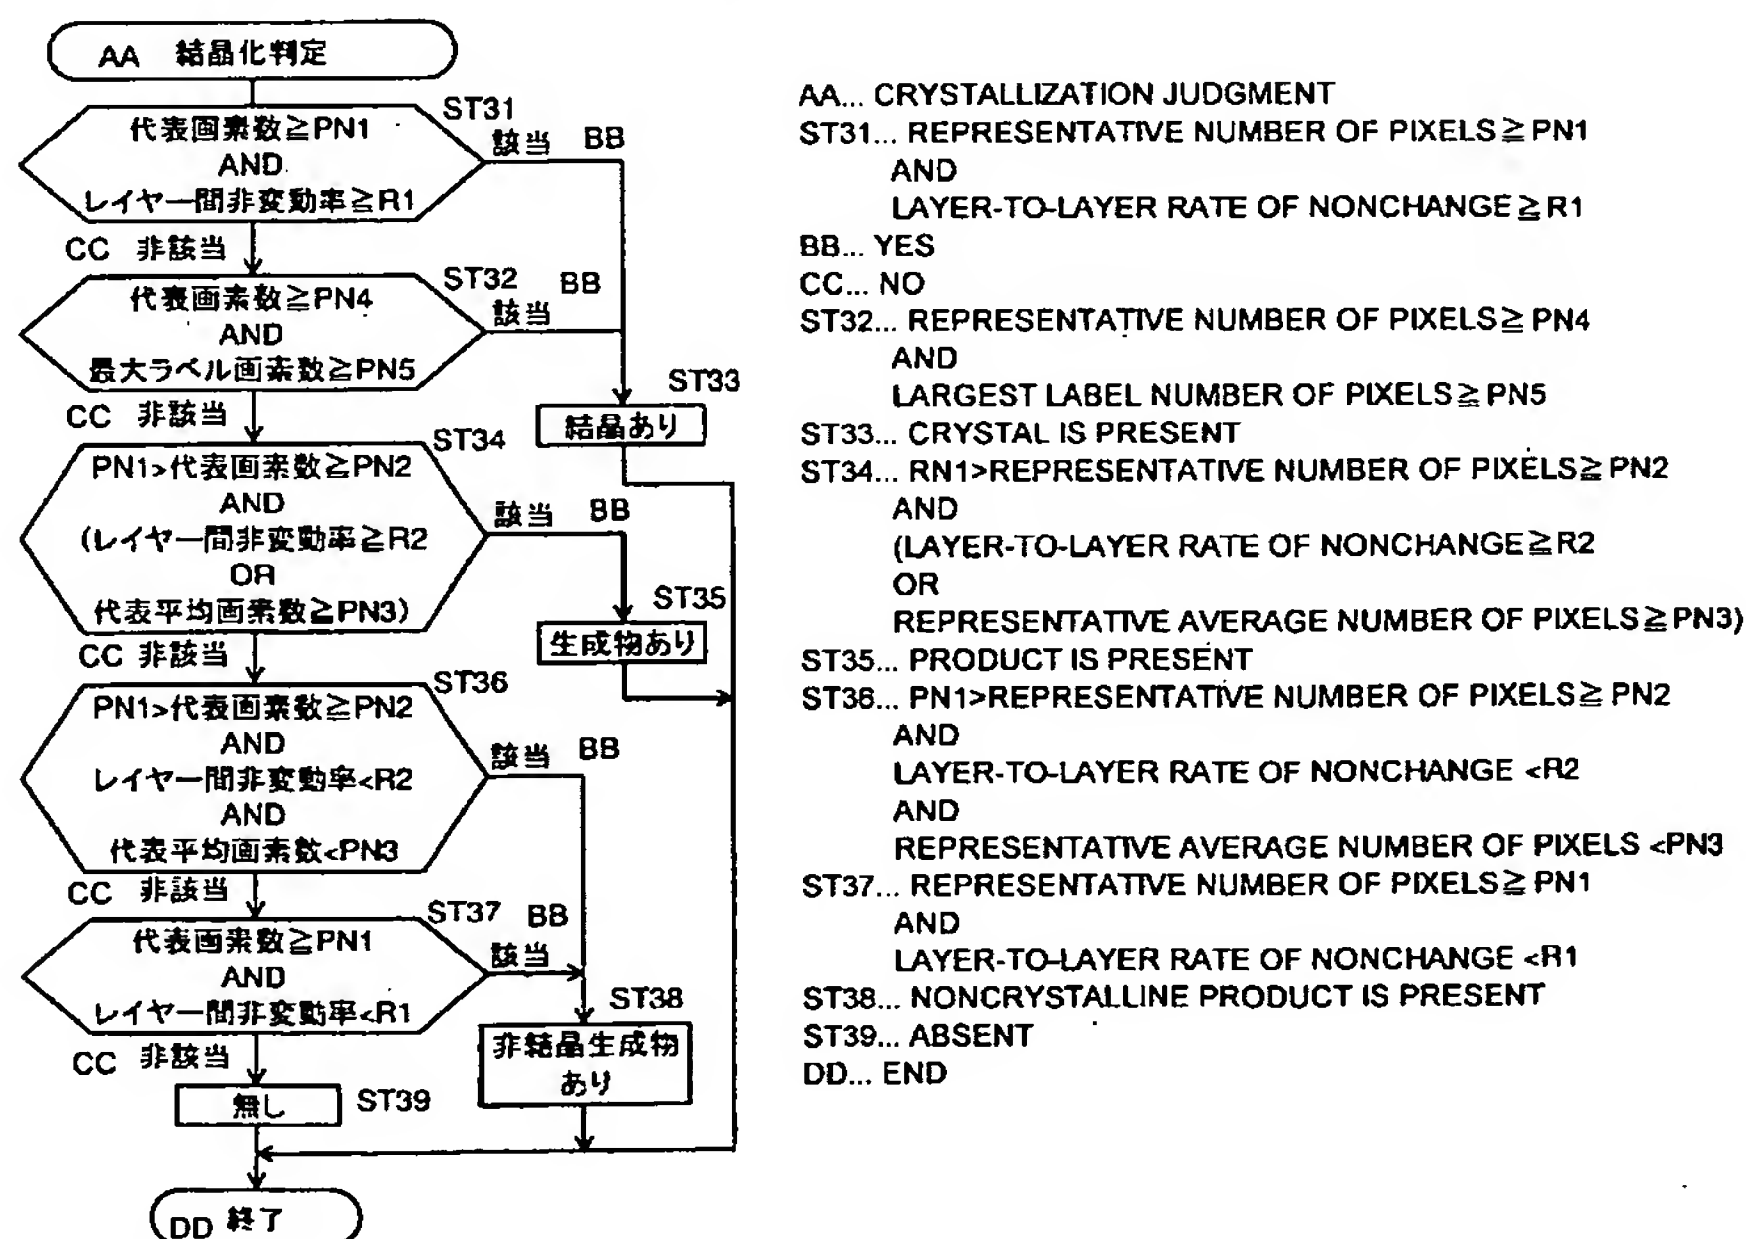 AA 結晶化判定
ST31
代表画素数≧PN1
AND
レイヤー間非変動率≧R1
該当 BB
CC 非該当
ST32
代表画素数≧PN4
AND
最大ラベル画素数≧PN5
該当 BB
CC 非該当
ST33
結晶あり
ST34
PN1>代表画素数≧PN2
AND
(レイヤー間非変動率≧R2
OR
代表平均画素数≧PN3)
該当 BB
CC 非該当
ST35
生成物あり
ST36
PN1>代表画素数≧PN2
AND
レイヤー間非変動率<R2
AND
代表平均画素数<PN3
該当 BB
CC 非該当
ST37
代表画素数≧PN1
AND
レイヤー間非変動率<R1
BB
該当
CC 非該当
ST38
非結晶生成物
あり
無し ST39
DD 終了
AA... CRYSTALLIZATION JUDGMENT
ST31... REPRESENTATIVE NUMBER OF PIXELS≧PN1
AND
LAYER-TO-LAYER RATE OF NONCHANGE≧R1
BB... YES
CC... NO
ST32... REPRESENTATIVE NUMBER OF PIXELS≧PN4
AND
LARGEST LABEL NUMBER OF PIXELS≧PN5
ST33... CRYSTAL IS PRESENT
ST34... RN1>REPRESENTATIVE NUMBER OF PIXELS≧PN2
AND
(LAYER-TO-LAYER RATE OF NONCHANGE≧R2
OR
REPRESENTATIVE AVERAGE NUMBER OF PIXELS≧PN3)
ST35... PRODUCT IS PRESENT
ST36... PN1>REPRESENTATIVE NUMBER OF PIXELS≧PN2
AND
LAYER-TO-LAYER RATE OF NONCHANGE <R2
AND
REPRESENTATIVE AVERAGE NUMBER OF PIXELS <PN3
ST37... REPRESENTATIVE NUMBER OF PIXELS≧PN1
AND
LAYER-TO-LAYER RATE OF NONCHANGE <R1
ST38... NONCRYSTALLINE PRODUCT IS PRESENT
ST39... ABSENT
DD... END